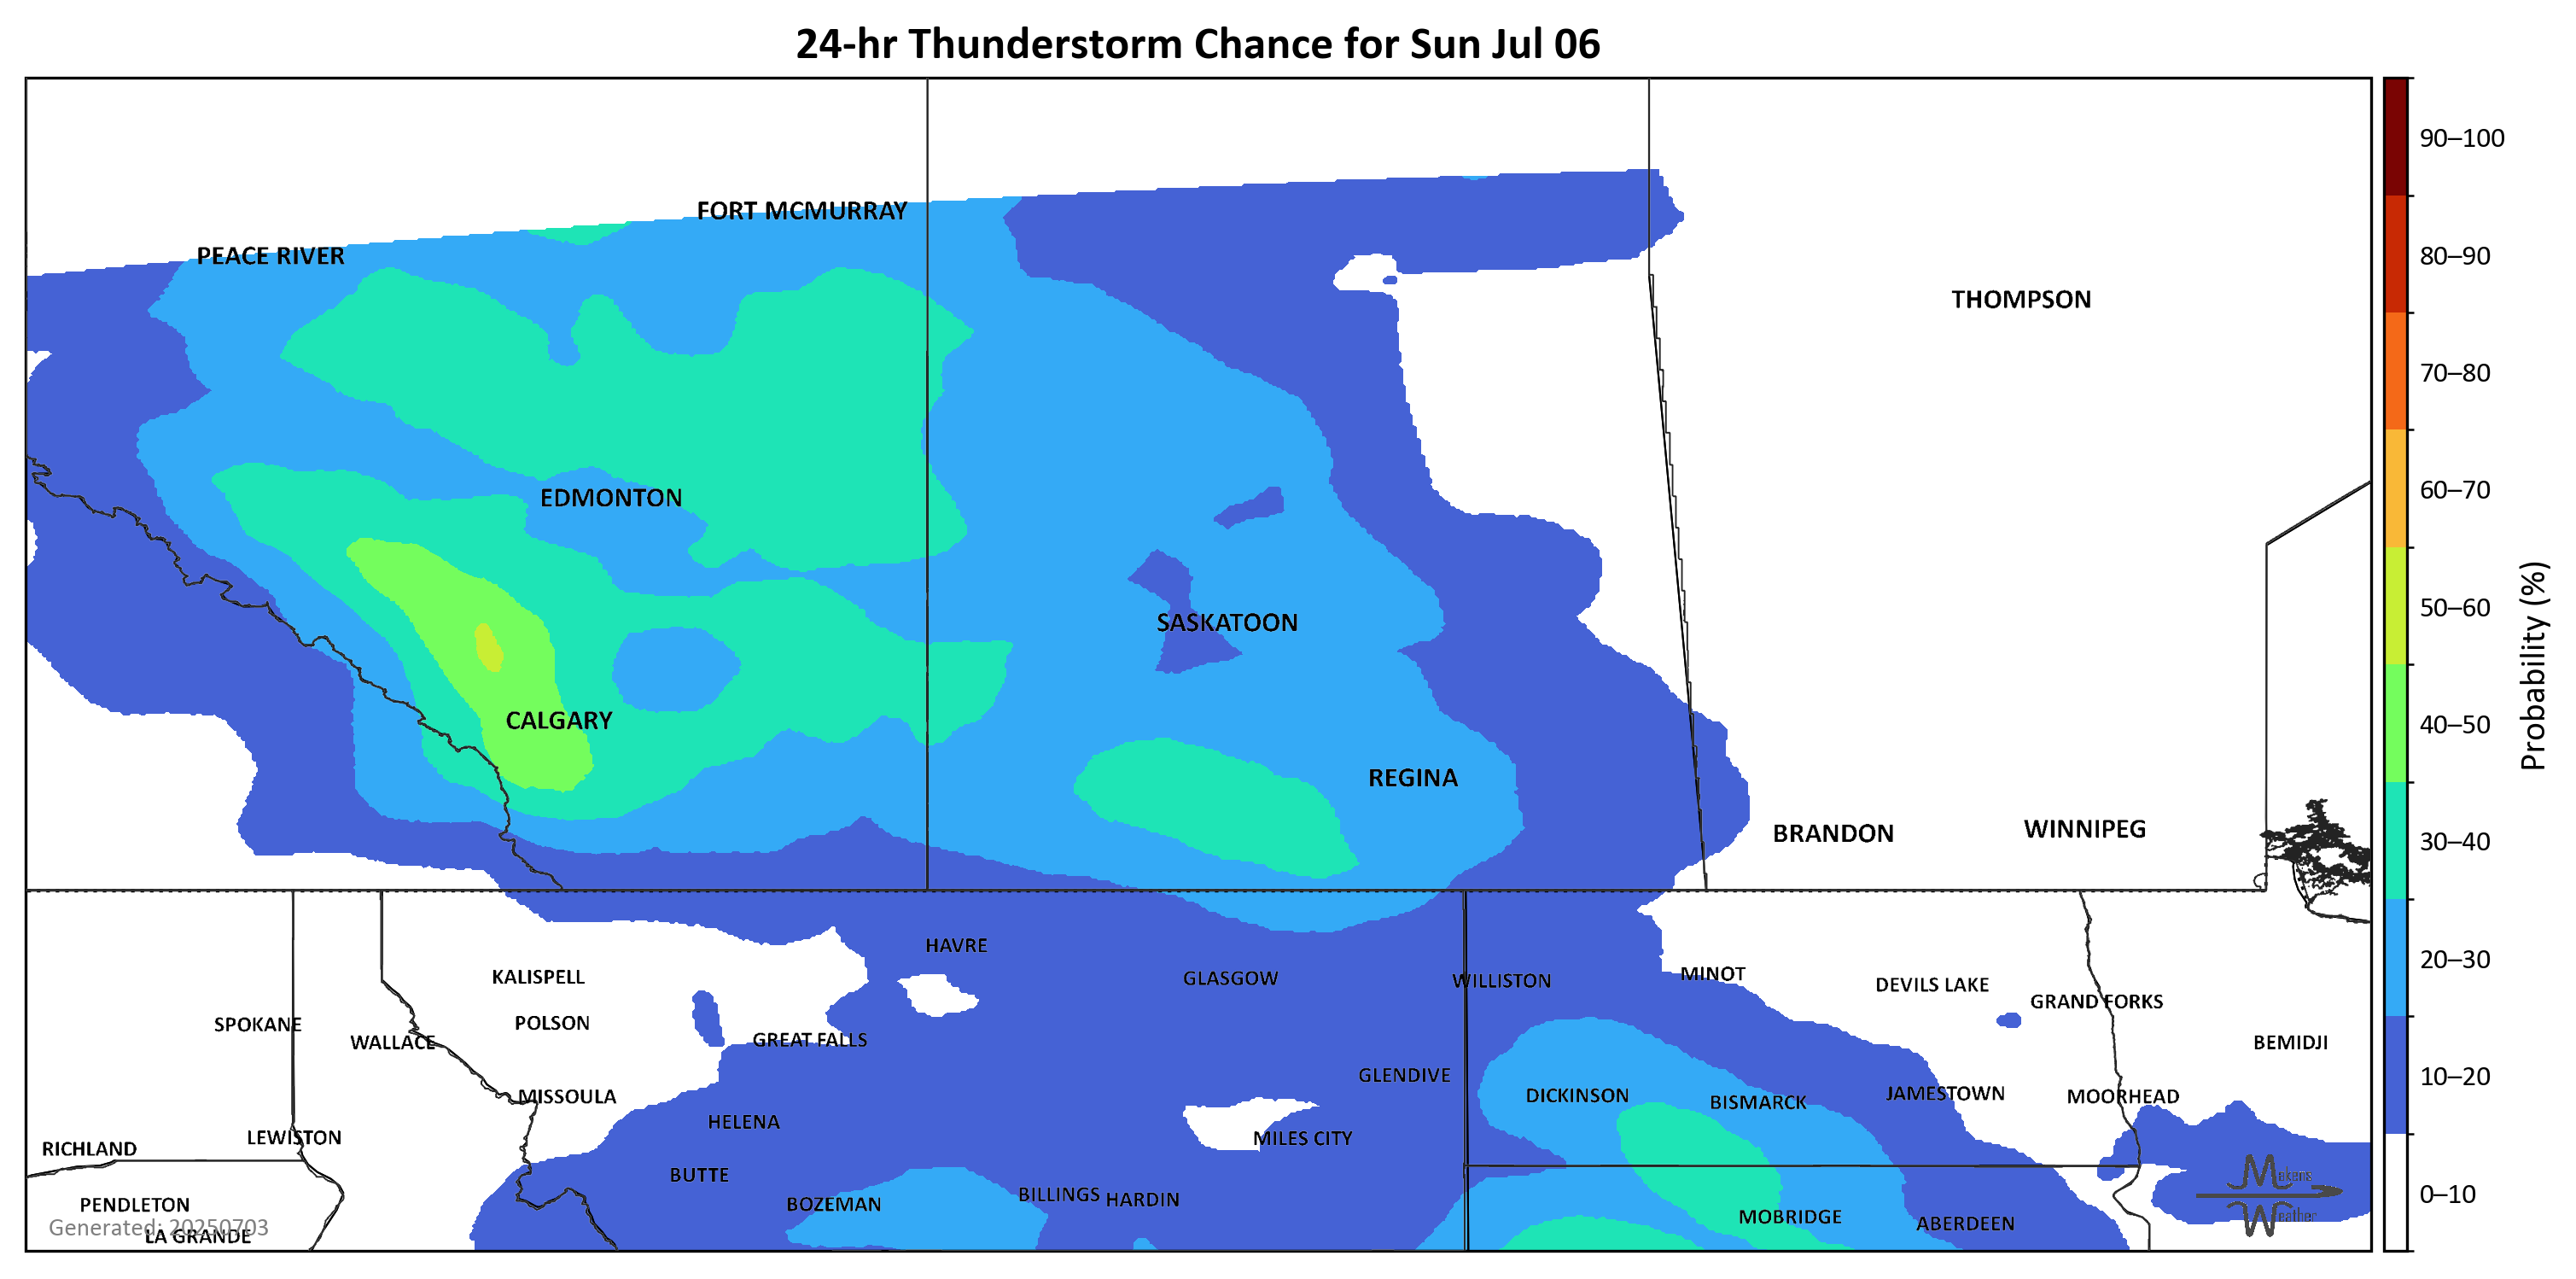 24-hr Thunderstorm Chance for Sun Jul 06
90–100
FORT MCMURRAY
PEACE RIVER
80–90
THOMPSON
70–80
EDMONTON
60–70
SASKATOON
50–60
Probability (%)
CALGARY
40–50
REGINA
BRANDON
WINNIPEG
30–40
HAVRE
KALISPELL
GLASGOW
WILLISTON
MINOT
DEVILS LAKE
20–30
GRAND FORKS
SPOKANE
POLSON
WALLACE
GREAT FALLS
BEMIDJI
GLENDIVE
10–20
MISSOULA
DICKINSON
BISMARCK
JAMESTOWN
MOORHEAD
HELENA
LEWISTON
MILES CITY
RICHLAND
BUTTE
Makens
BILLINGS
HARDIN
0–10
PENDLETON
BOZEMAN
MOBRIDGE
ABERDEEN
Weather
Generated: 20250703
LA GRANDE